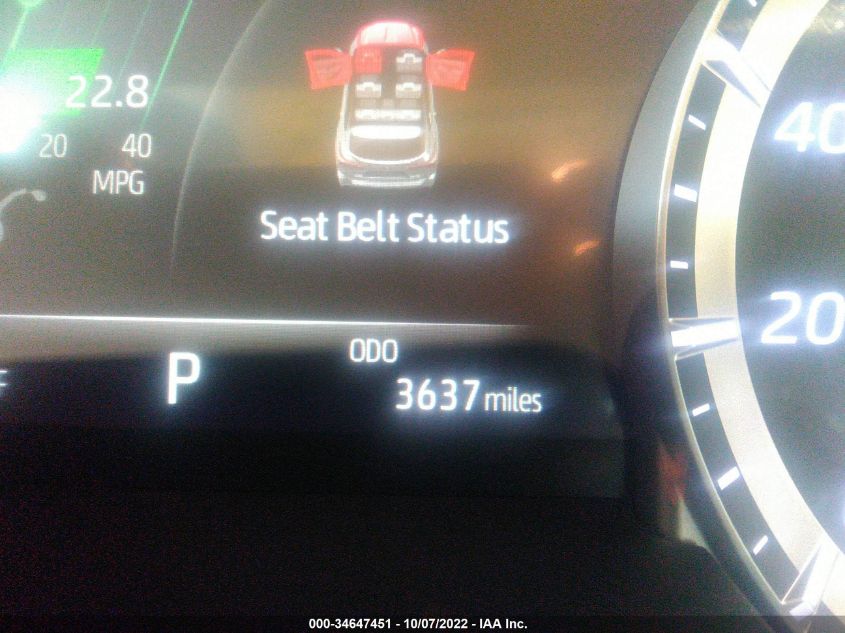 22.8
20 40
MPG
Seat Belt Status
ODO
P
3637 miles
40
20
000-34647451 - 10/07/2022 - IAA Inc.